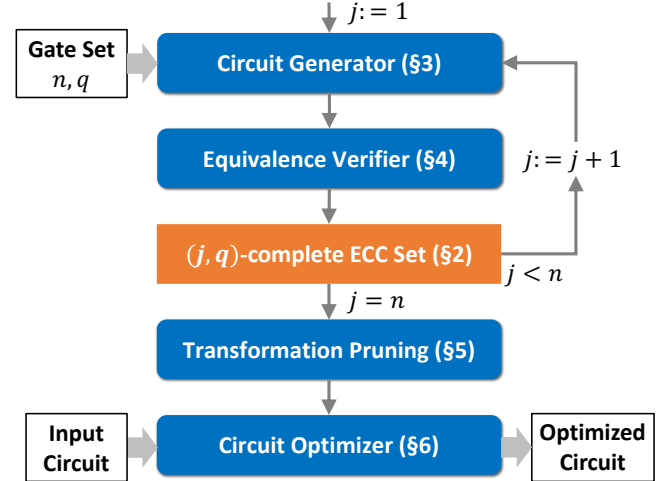 j:= 1
Gate Set
n, q
Circuit Generator (§3)
Equivalence Verifier (§4)
j:= j + 1
(j, q)-complete ECC Set (§2)
j < n
j = n
Transformation Pruning (§5)
Input
Circuit
Circuit Optimizer (§6)
Optimized
Circuit